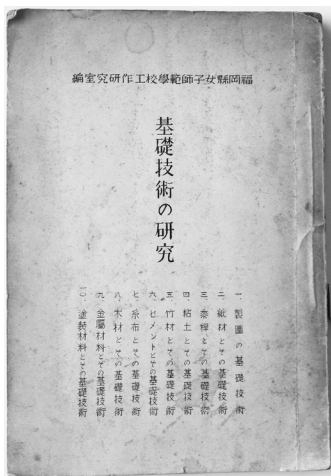 福岡縣女子師範學校工作研究室編
基礎技術の研究
一、製圖の基礎技術
二、紙材とその基礎技術
三、麥稈とその基礎技術
四、粘土とその基礎技術
五、竹材とその基礎技術
六、セメントとその基礎技術
七、糸布とその基礎技術
八、木材とその基礎技術
九、金屬材料とその基礎技術
一〇、塗装材料とその基礎技術